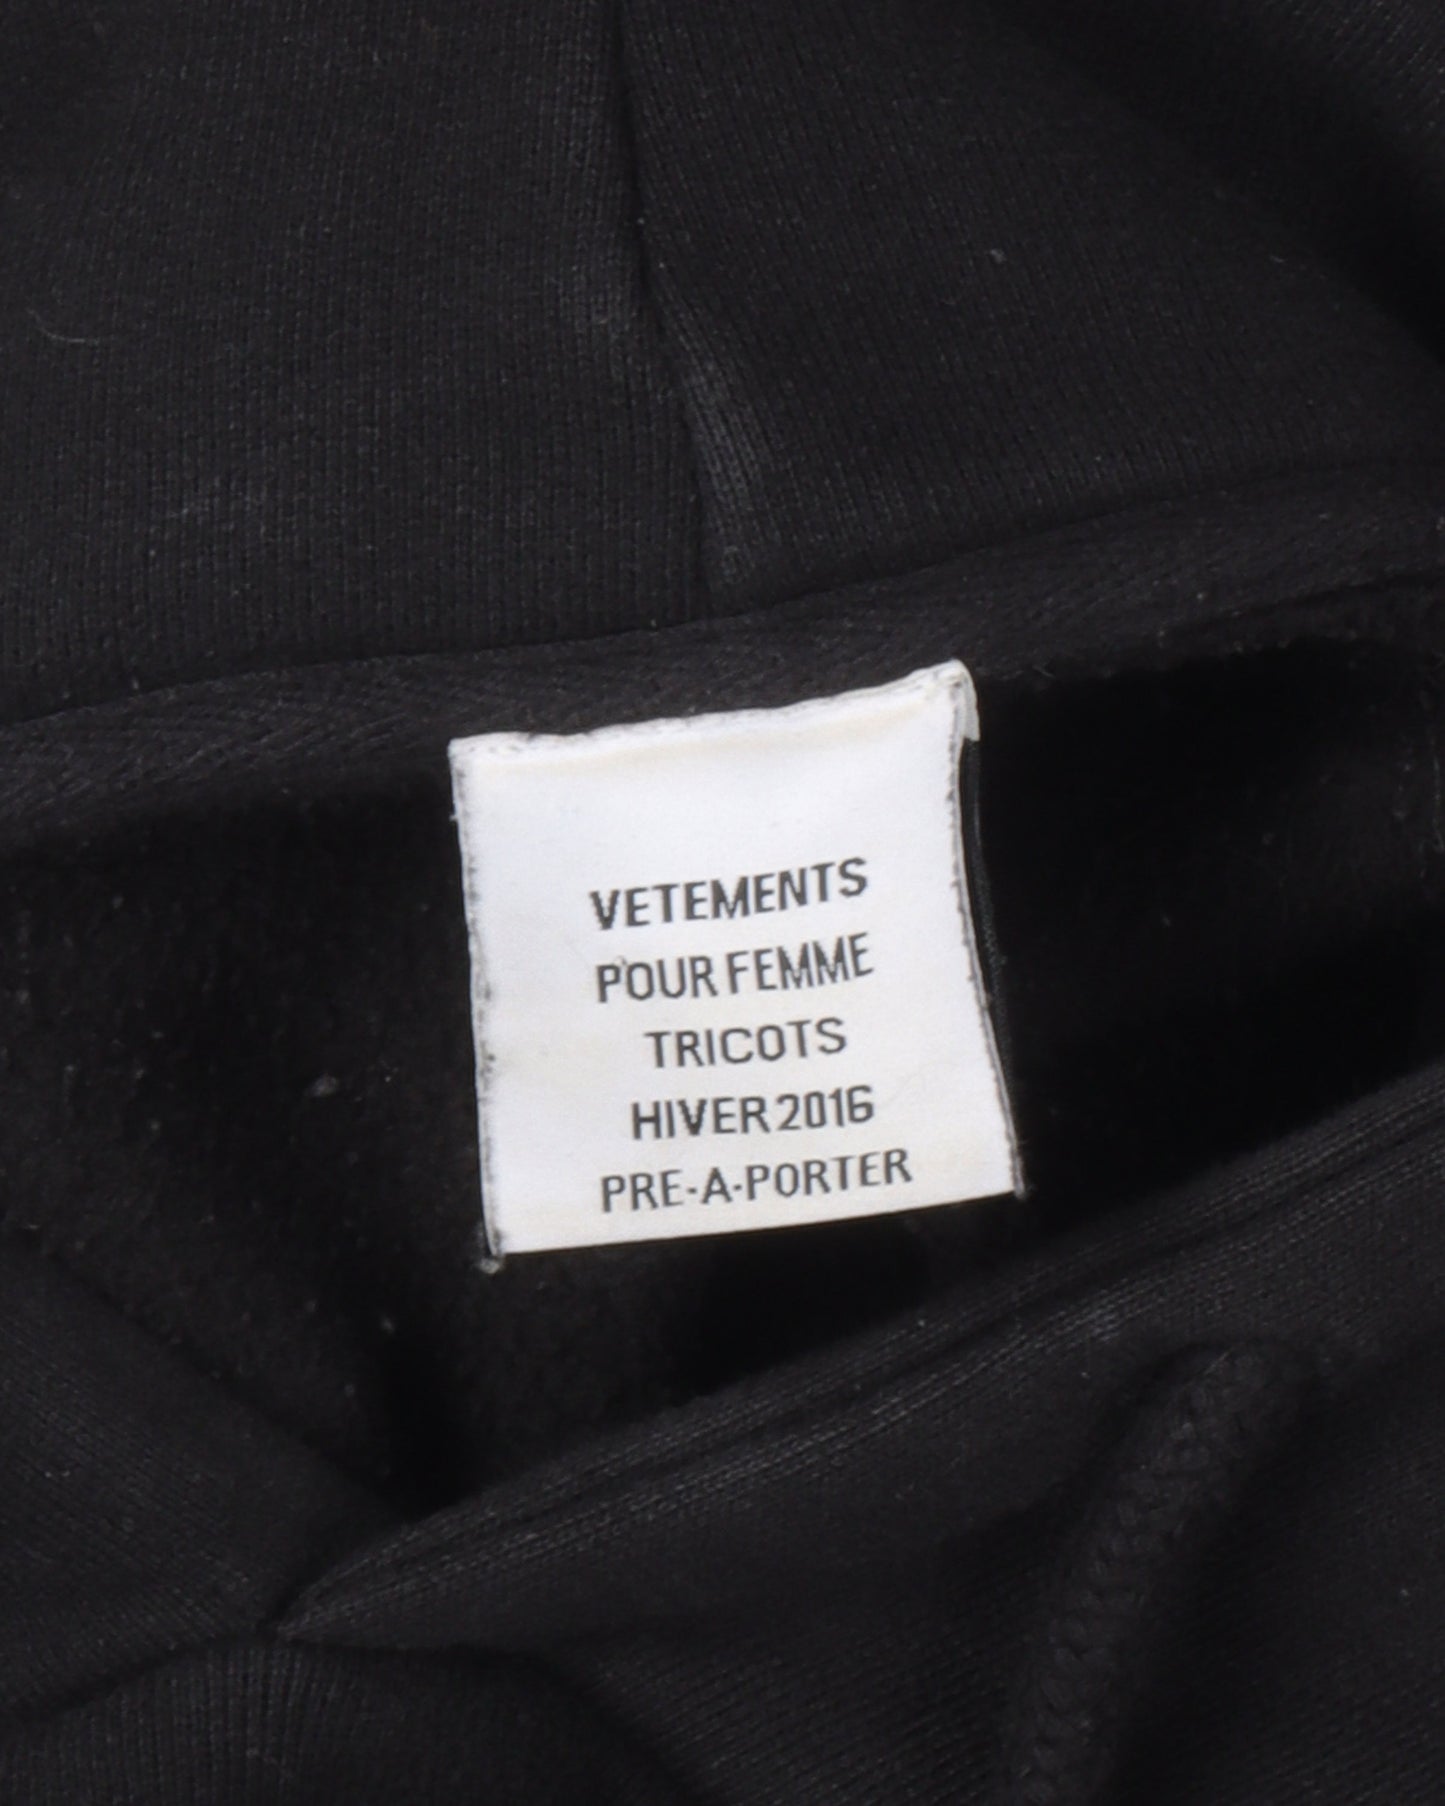 VETEMENTS
POUR FEMME
TRICOTS
HIVER 2016
PRE-A-PORTER